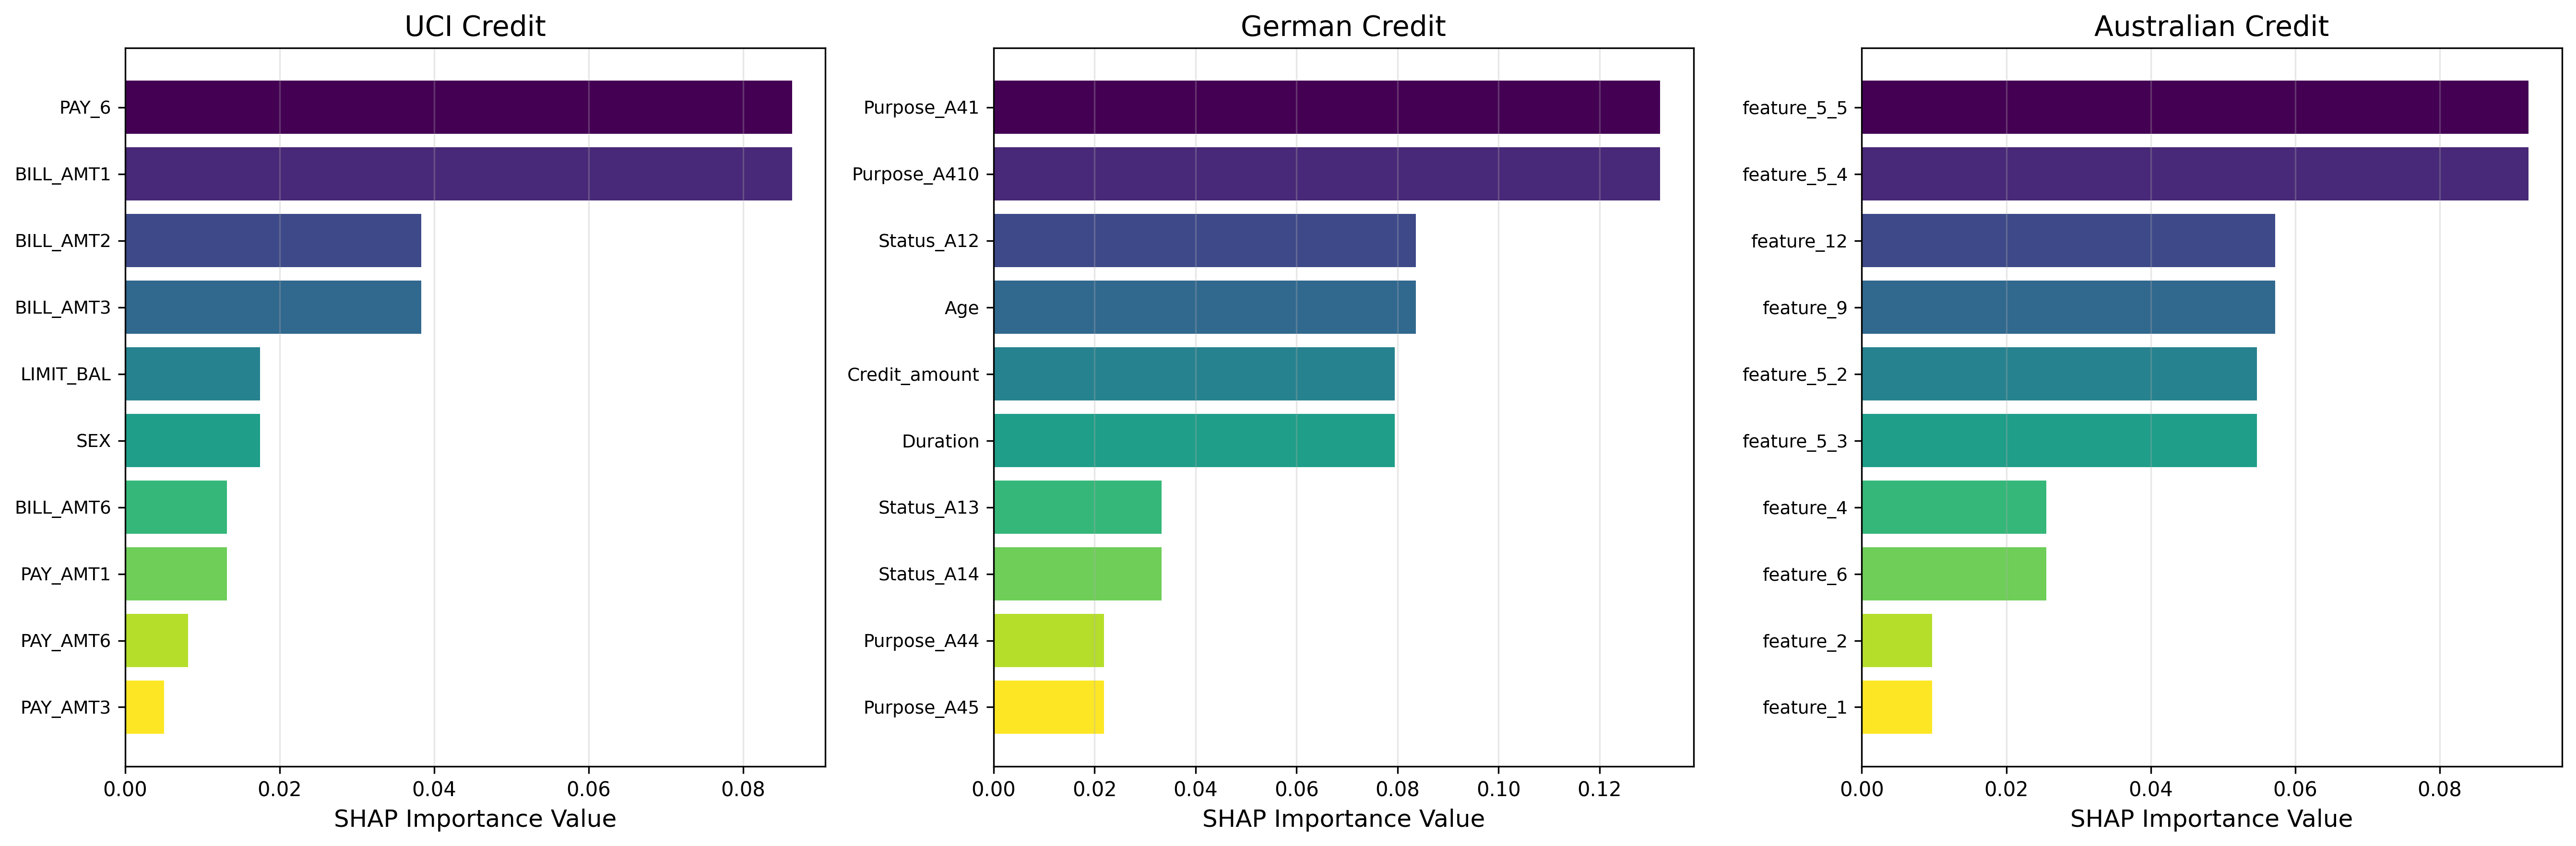 UCI Credit
PAY_6
BILL_AMT1
BILL_AMT2
BILL_AMT3
LIMIT_BAL
SEX
BILL_AMT6
PAY_AMT1
PAY_AMT6
PAY_AMT3
0.00 0.02 0.04 0.06 0.08
SHAP Importance Value
German Credit
Purpose_A41
Purpose_A410
Status_A12
Age
Credit_amount
Duration
Status_A13
Status_A14
Purpose_A44
Purpose_A45
0.00 0.02 0.04 0.06 0.08 0.10 0.12
SHAP Importance Value
Australian Credit
feature_5_5
feature_5_4
feature_12
feature_9
feature_5_2
feature_5_3
feature_4
feature_6
feature_2
feature_1
0.00 0.02 0.04 0.06 0.08
SHAP Importance Value